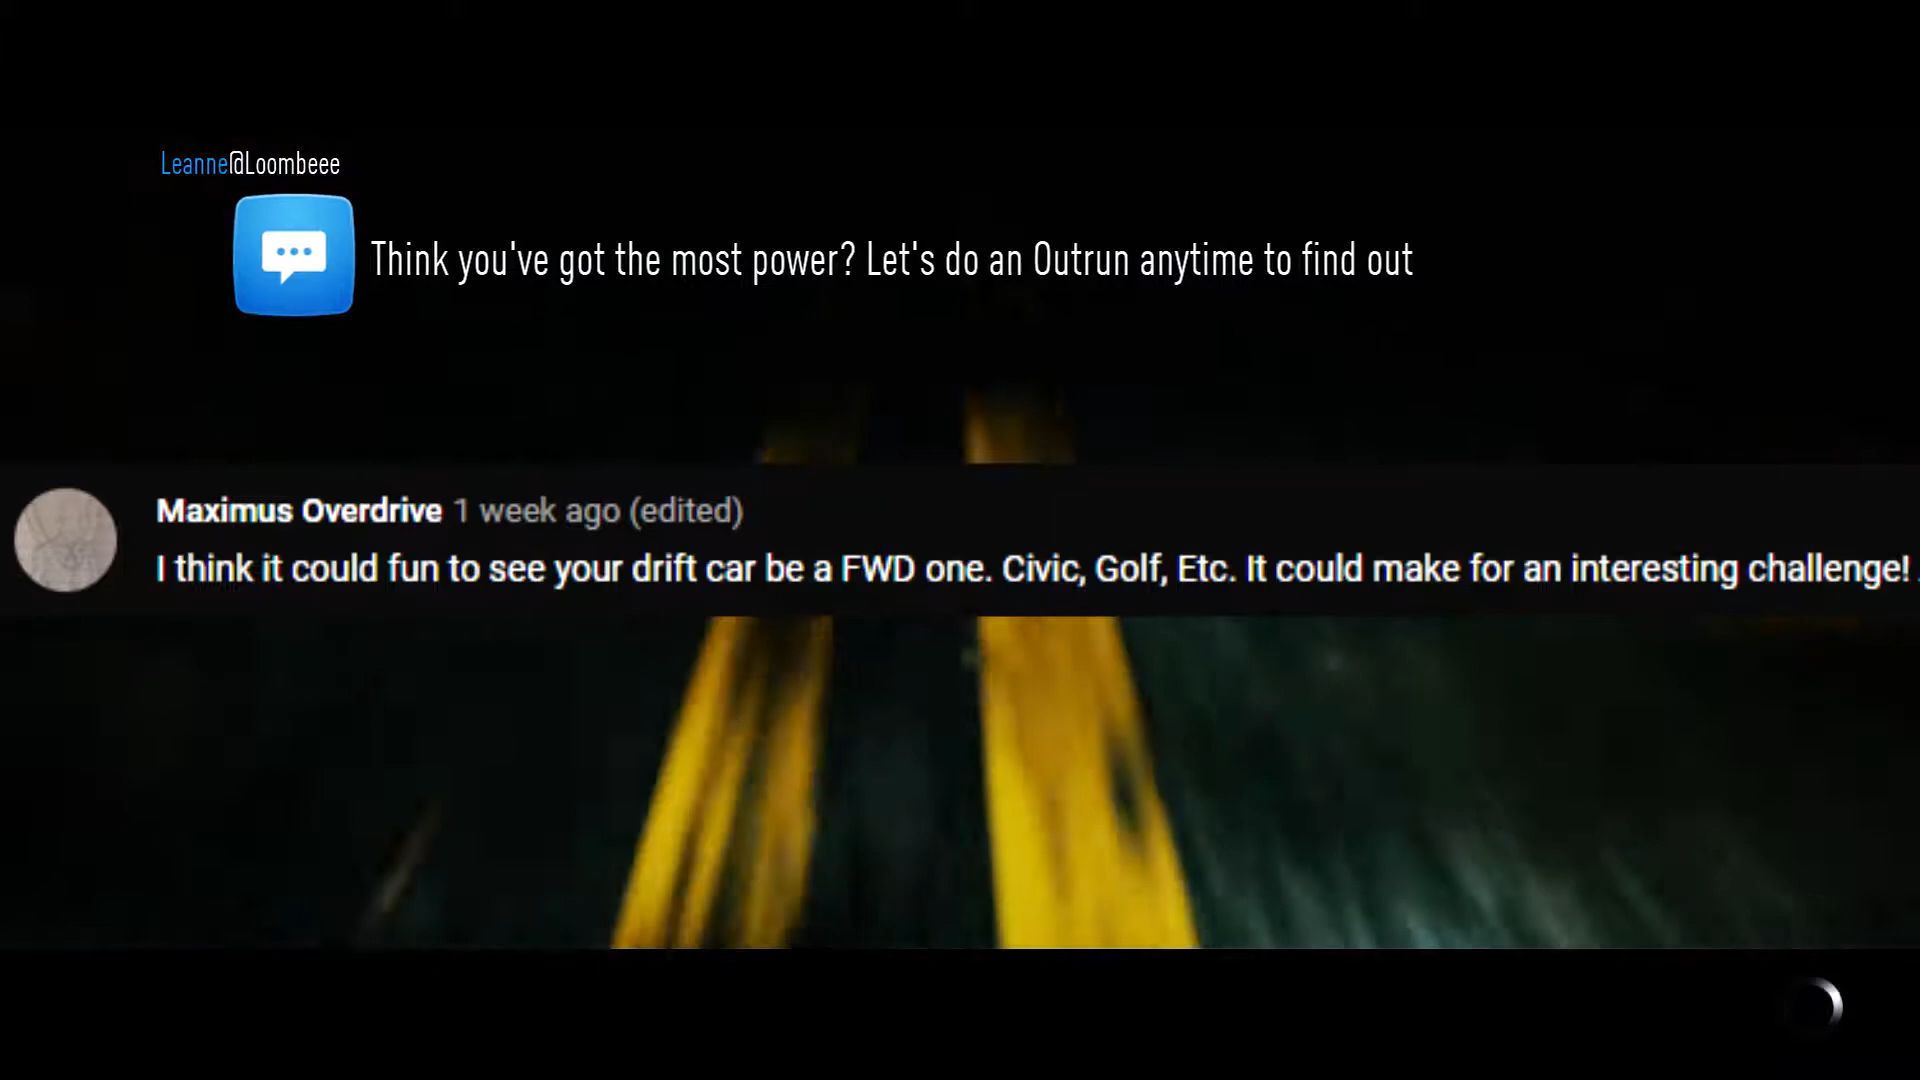 Leanne@Loombeee
Think you've got the most power? Let's do an Outrun anytime to find out
Maximus Overdrive 1 week ago (edited)
I think it could fun to see your drift car be a FWD one. Civic, Golf, Etc. It could make for an interesting challenge!